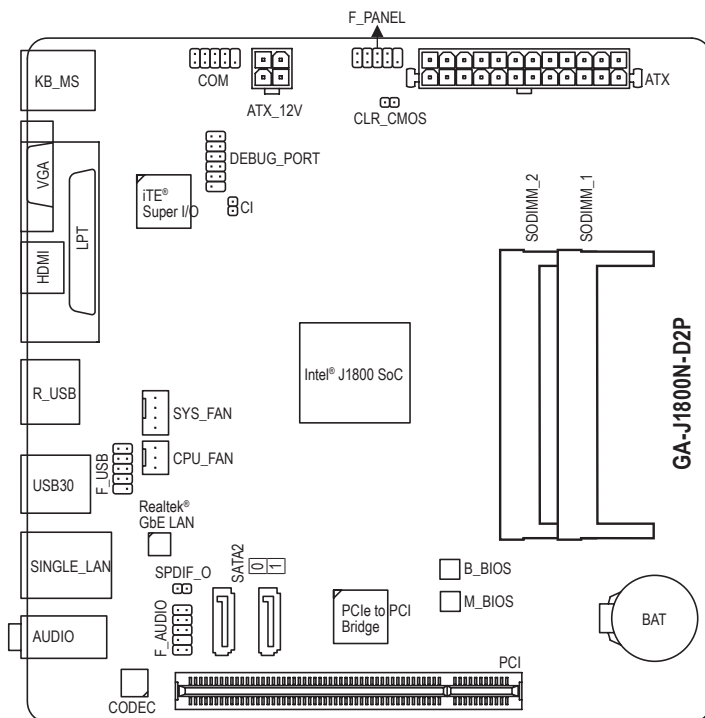 F_PANEL
KB_MS
COM
ATX_12V
ATX
CLR_CMOS
DEBUG_PORT
VGA
iTE®
Super I/O
CI
LPT
HDMI
SODIMM_2
SODIMM_1
Intel® J1800 SoC
GA-J1800N-D2P
R_USB
SYS_FAN
CPU_FAN
F_USB
USB30
Realtek®
GbE LAN
SINGLE_LAN
SPDIF_O
SATA2
0
1
B_BIOS
M_BIOS
PCIe to PCI
Bridge
BAT
AUDIO
F_AUDIO
PCI
CODEC